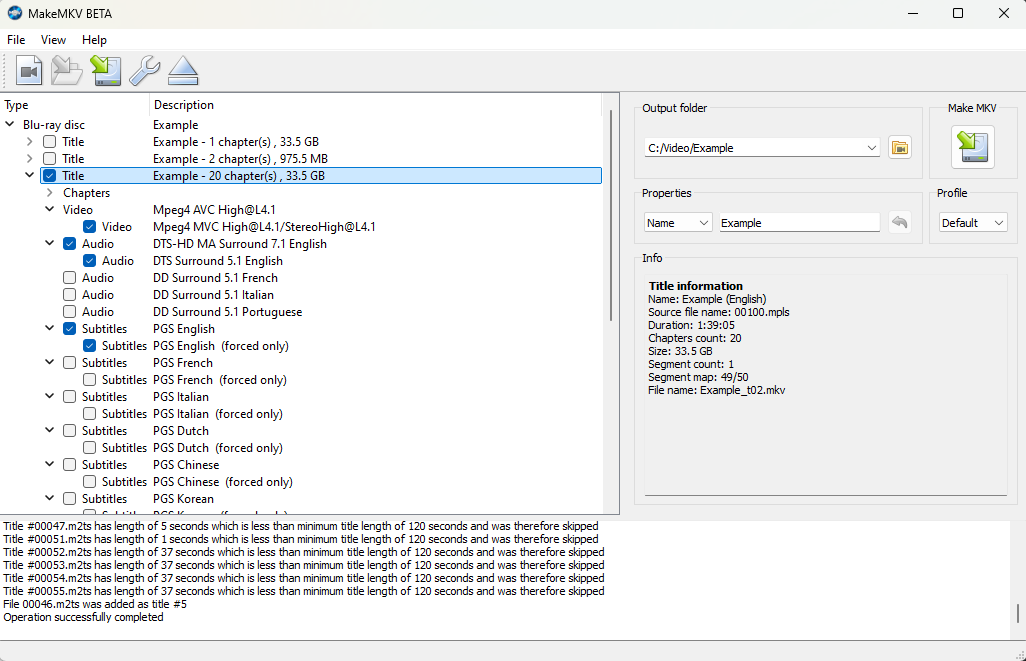 MakeMKV BETA
File View Help
Type Description
Blu-ray disc Example
Title Example - 1 chapter(s) , 33.5 GB
Title Example - 2 chapter(s) , 975.5 MB
Title Example - 20 chapter(s) , 33.5 GB
Chapters
Video Mpeg4 AVC High@L4.1
Video Mpeg4 MVC High@L4.1/StereoHigh@L4.1
Audio DTS-HD MA Surround 7.1 English
Audio DTS Surround 5.1 English
Audio DD Surround 5.1 French
Audio DD Surround 5.1 Italian
Audio DD Surround 5.1 Portuguese
Subtitles PGS English
Subtitles PGS English (forced only)
Subtitles PGS French
Subtitles PGS French (forced only)
Subtitles PGS Italian
Subtitles PGS Italian (forced only)
Subtitles PGS Dutch
Subtitles PGS Dutch (forced only)
Subtitles PGS Chinese
Subtitles PGS Chinese (forced only)
Subtitles PGS Korean
Output folder
C:/Video/Example
Make MKV
Properties
Name Example
Profile
Default
Info
Title information
Name: Example (English)
Source file name: 00100.mpls
Duration: 1:39:05
Chapters count: 20
Size: 33.5 GB
Segment count: 1
Segment map: 49/50
File name: Example_t02.mkv
Title #00047.m2ts has length of 5 seconds which is less than minimum title length of 120 seconds and was therefore skipped
Title #00051.m2ts has length of 1 seconds which is less than minimum title length of 120 seconds and was therefore skipped
Title #00052.m2ts has length of 37 seconds which is less than minimum title length of 120 seconds and was therefore skipped
Title #00053.m2ts has length of 37 seconds which is less than minimum title length of 120 seconds and was therefore skipped
Title #00054.m2ts has length of 37 seconds which is less than minimum title length of 120 seconds and was therefore skipped
Title #00055.m2ts has length of 37 seconds which is less than minimum title length of 120 seconds and was therefore skipped
File 00046.m2ts was added as title #5
Operation successfully completed